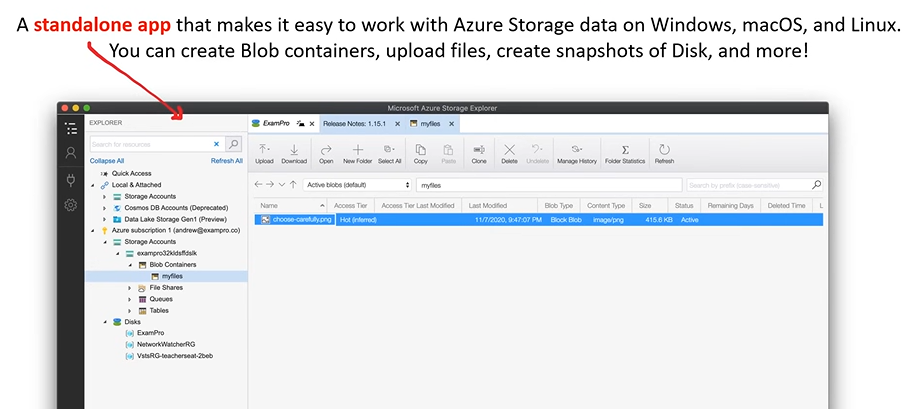 A standalone app that makes it easy to work with Azure Storage data on Windows, macOS, and Linux.
You can create Blob containers, upload files, create snapshots of Disk, and more!
Microsoft Azure Storage Explorer
EXPLORER
Search for resources
Collapse All Refresh All
Quick Access
Local & Attached
Storage Accounts
Cosmos DB Accounts (Deprecated)
Data Lake Storage Gen1 (Preview)
Azure subscription 1 (andrew@exampro.co)
Storage Accounts
exampro32kldsffdslk
Blob Containers
myfiles
File Shares
Queues
Tables
Disks
ExamPro
NetworkWatcherRG
VstsRG-teacherseat-2beb
ExamPro Release Notes: 1.15.1 myfiles
Upload Download Open New Folder Select All Copy Paste Clone Delete Undelete Manage History Folder Statistics Refresh
Active blobs (default) myfiles Search by prefix (case-sensitive)
Name Access Tier Access Tier Last Modified Last Modified Blob Type Content Type Size Status Remaining Days Deleted Time L
choose-carefully.png Hot (inferred) 11/7/2020, 9:47:07 PM Block Blob image/png 415.6 KB Active